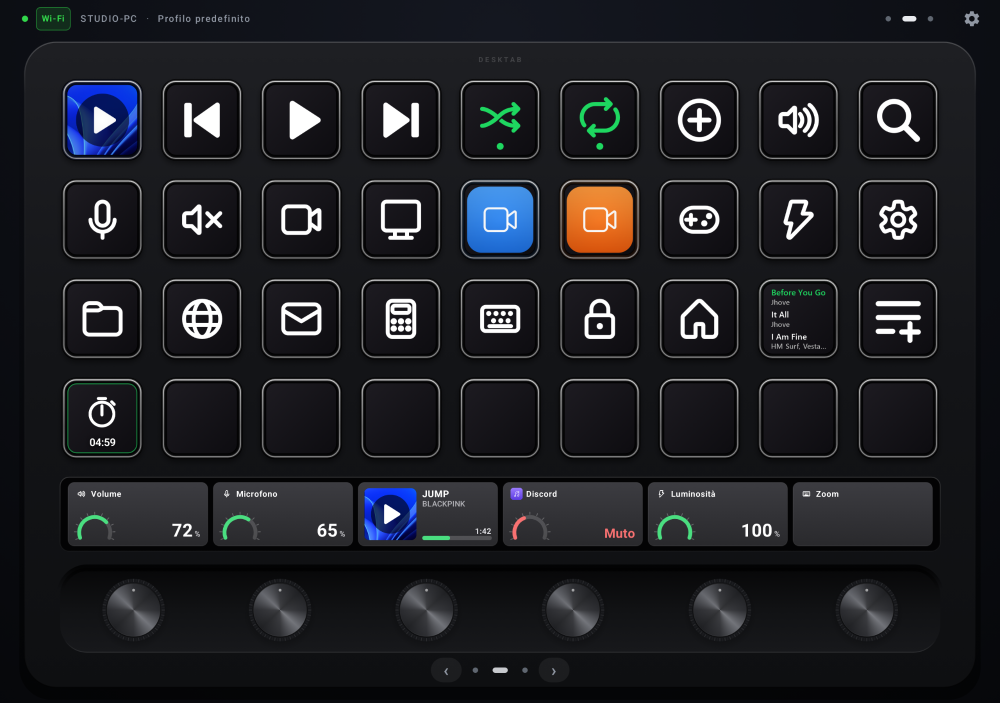 Wi-Fi STUDIO-PC · Profilo predefinito
DESKTAB
Before You Go
Jhove
It All
Jhove
I Am Fine
HM Surf, Vesta...
04:59
Volume
72%
Microfono
65%
JUMP
BLACKPINK
1:42
Discord
Muto
Luminosità
100%
Zoom